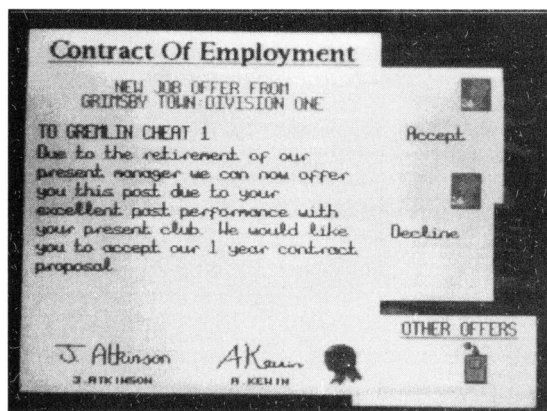 Contract Of Employment
NEW JOB OFFER FROM
GRIMSBY TOWN DIVISION ONE
TO GREMLIN CHEAT 1
Due to the retirement of our
present manager we can now offer
you this post due to your
excellent past performance with
your present club. We would like
you to accept our 1 year contract
proposal
Accept
Decline
J Atkinson
A Kewin
J.ATKINSON
A.KEWIN
OTHER OFFERS